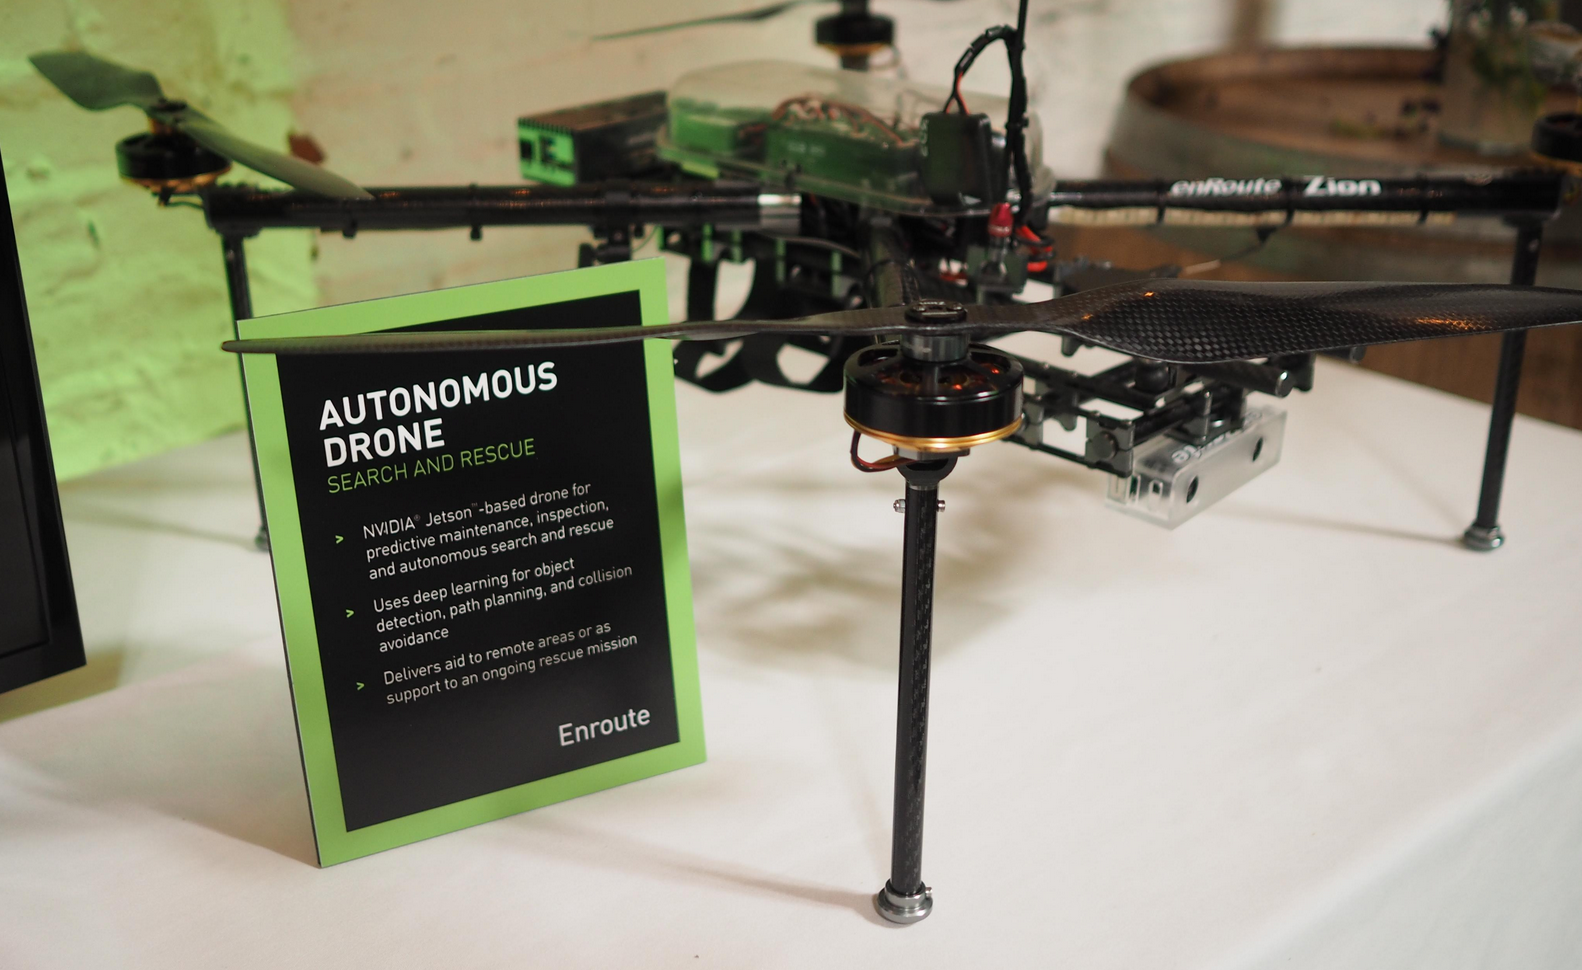 enRoute Zion
AUTONOMOUS
DRONE
SEARCH AND RESCUE
> NVIDIA® Jetson™-based drone for
predictive maintenance, inspection,
and autonomous search and rescue
> Uses deep learning for object
detection, path planning, and collision
avoidance
> Delivers aid to remote areas or as
support to an ongoing rescue mission
Enroute